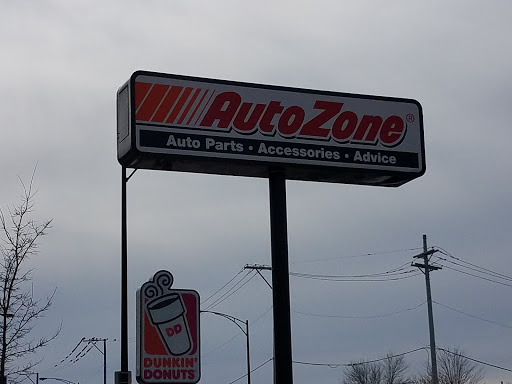 AutoZone®
Auto Parts • Accessories • Advice
DD
DUNKIN'
DONUTS